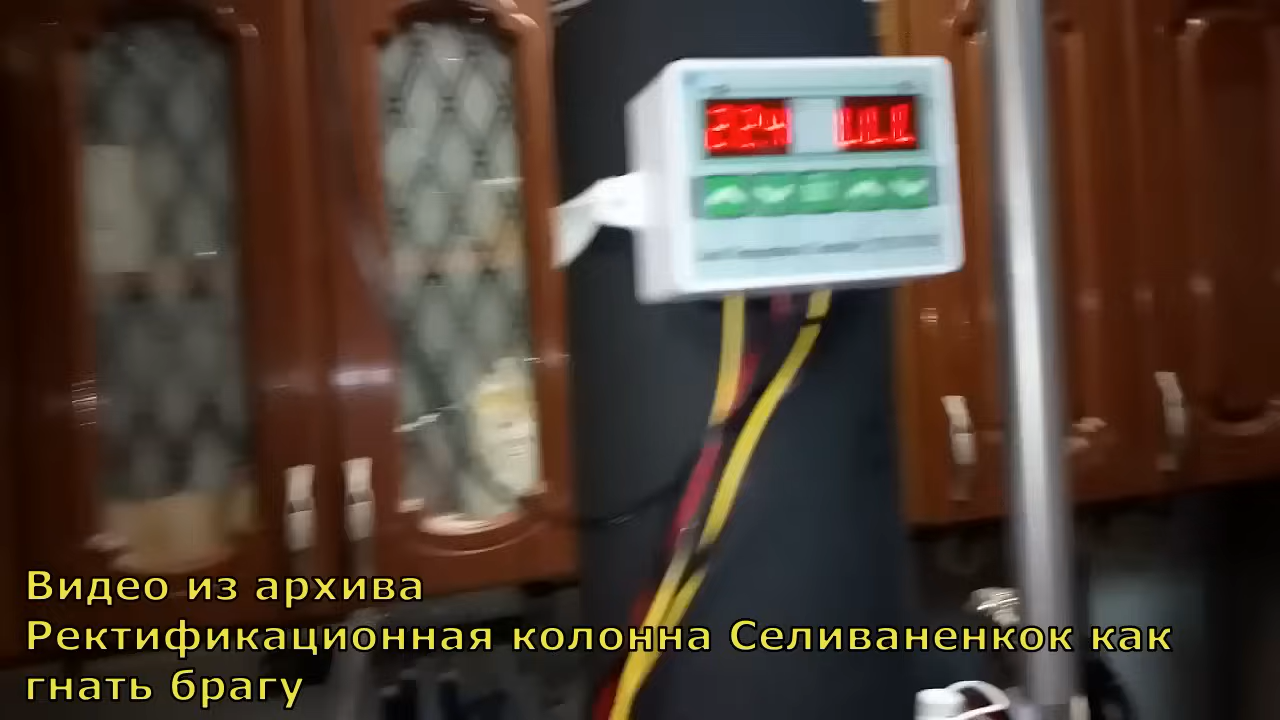 Видео из архива
Ректификационная колонна Селиваненкок как
гнать брагу